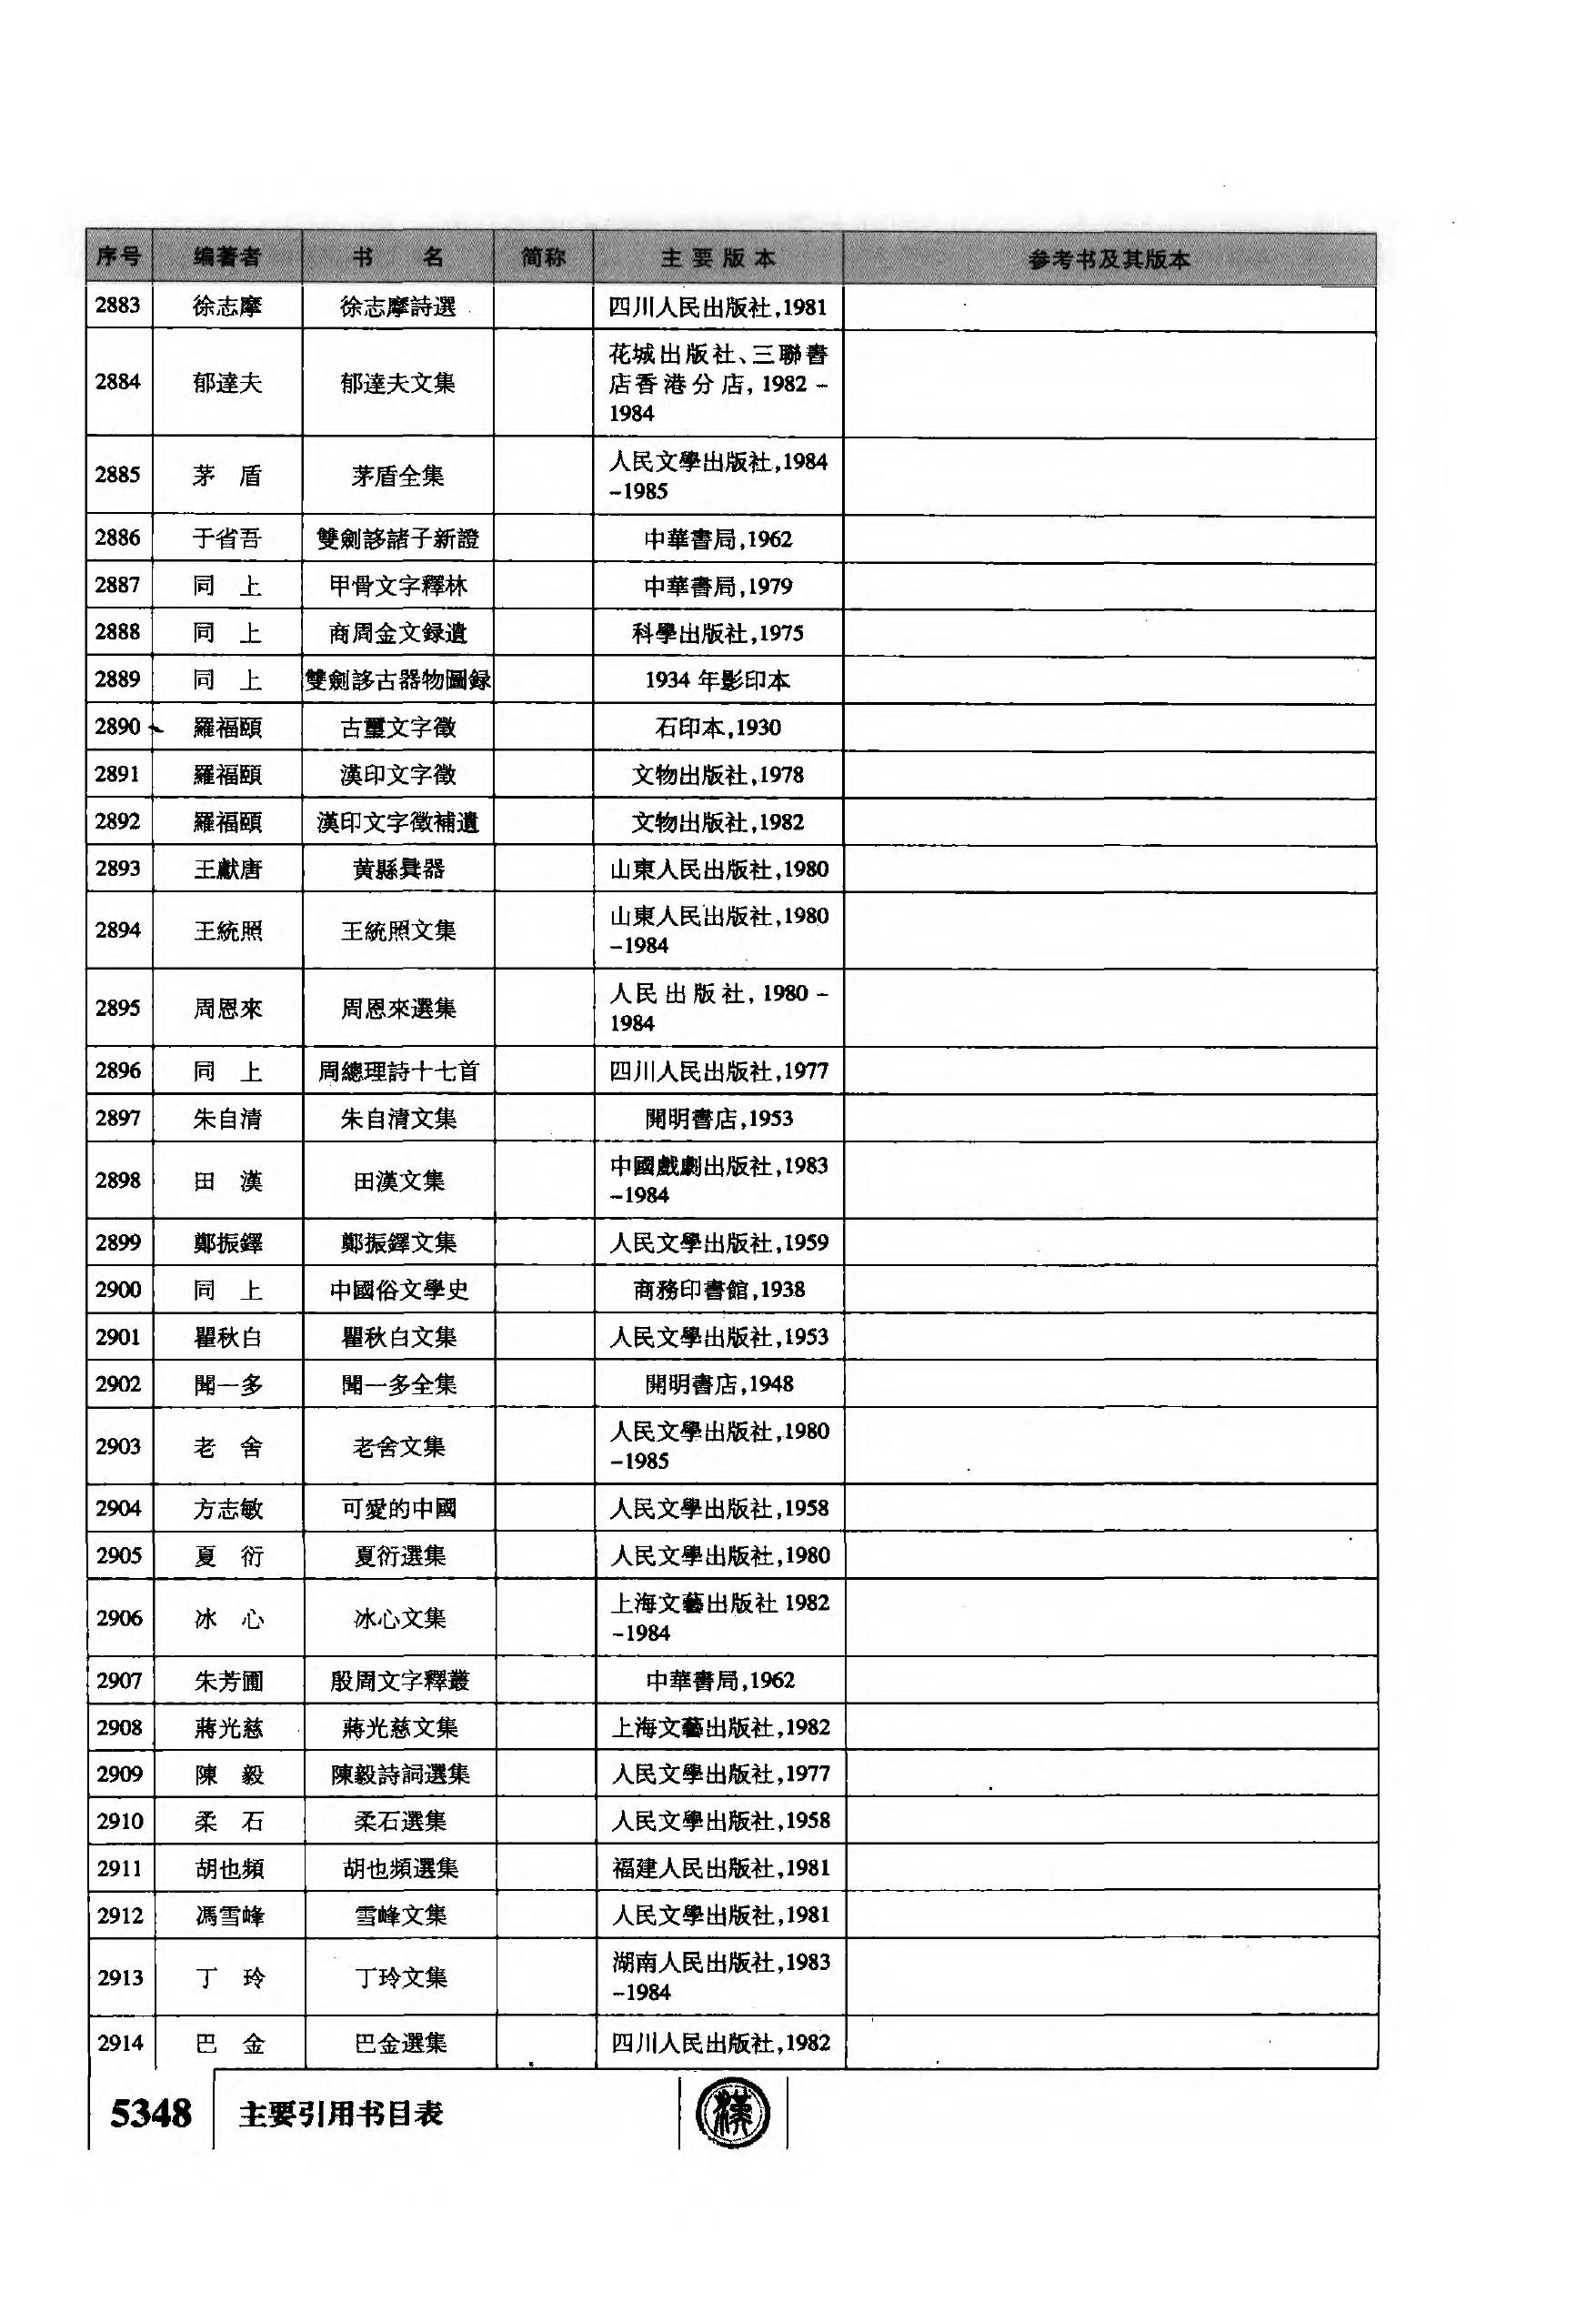 序号 编著者 书 名 简称 主要版本 参考书及其版本
2883 徐志摩 徐志摩詩選 四川人民出版社,1981
2884 郁達夫 郁達夫文集 花城出版社、三聯書
店香港分店, 1982 -
1984
2885 茅 盾 茅盾全集 人民文學出版社,1984
-1985
2886 于省吾 雙劍誃諸子新證 中華書局,1962
2887 同 上 甲骨文字釋林 中華書局,1979
2888 同 上 商周金文録遺 科學出版社,1975
2889 同 上 雙劍誃古器物圖録 1934 年影印本
2890 羅福頤 古璽文字徵 石印本,1930
2891 羅福頤 漢印文字徵 文物出版社,1978
2892 羅福頤 漢印文字徵補遺 文物出版社,1982
2893 王獻唐 黄縣㠱器 山東人民出版社,1980
2894 王統照 王統照文集 山東人民出版社,1980
-1984
2895 周恩來 周恩來選集 人民出版社, 1980 -
1984
2896 同 上 周總理詩十七首 四川人民出版社,1977
2897 朱自清 朱自清文集 開明書店,1953
2898 田 漢 田漢文集 中國戲劇出版社,1983
-1984
2899 鄭振鐸 鄭振鐸文集 人民文學出版社,1959
2900 同 上 中國俗文學史 商務印書館,1938
2901 瞿秋白 瞿秋白文集 人民文學出版社,1953
2902 聞一多 聞一多全集 開明書店,1948
2903 老 舍 老舍文集 人民文學出版社,1980
-1985
2904 方志敏 可愛的中國 人民文學出版社,1958
2905 夏 衍 夏衍選集 人民文學出版社,1980
2906 冰 心 冰心文集 上海文藝出版社 1982
-1984
2907 朱芳圃 殷周文字釋叢 中華書局,1962
2908 蔣光慈 蔣光慈文集 上海文藝出版社,1982
2909 陳 毅 陳毅詩詞選集 人民文學出版社,1977
2910 柔 石 柔石選集 人民文學出版社,1958
2911 胡也頻 胡也頻選集 福建人民出版社,1981
2912 馮雪峰 雪峰文集 人民文學出版社,1981
2913 丁 玲 丁玲文集 湖南人民出版社,1983
-1984
2914 巴 金 巴金選集 四川人民出版社,1982
5348 主要引用书目表 漢